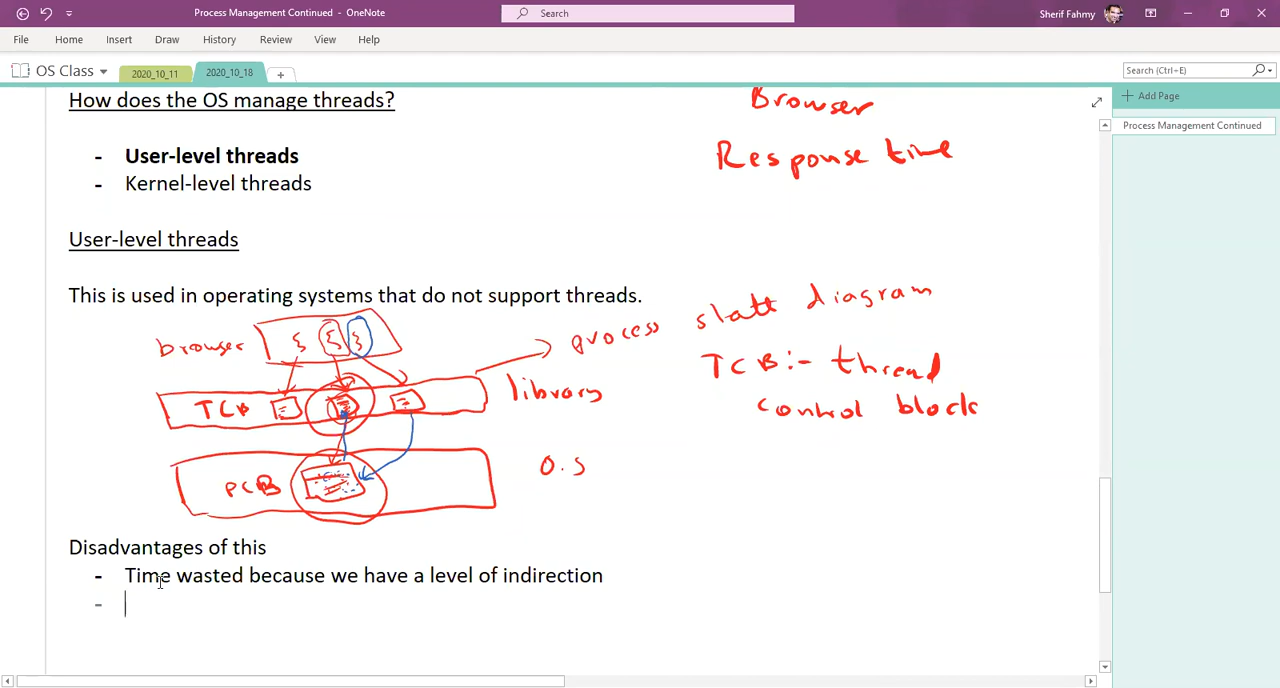 Process Management Continued - OneNote
Search
Sherif Fahmy
File Home Insert Draw History Review View Help
OS Class
2020_10_11
2020_10_18
Search (Ctrl+E)
Add Page
Process Management Continued
How does the OS manage threads?
Browser
Response time
- User-level threads
- Kernel-level threads
User-level threads
This is used in operating systems that do not support threads.
state diagram
browser
process
TCB:- thread
control block
library
TCB
O.S
PCB
Disadvantages of this
- Time wasted because we have a level of indirection
-